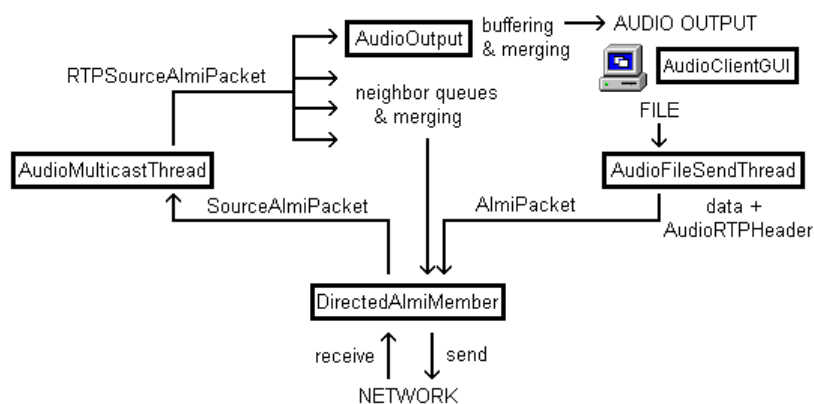 AudioOutput
buffering
& merging
AUDIO OUTPUT
AudioClientGUI
RTPSourceAlmiPacket
neighbor queues
& merging
FILE
AudioMulticastThread
AudioFileSendThread
SourceAlmiPacket
AlmiPacket
data +
AudioRTPHeader
DirectedAlmiMember
receive
send
NETWORK